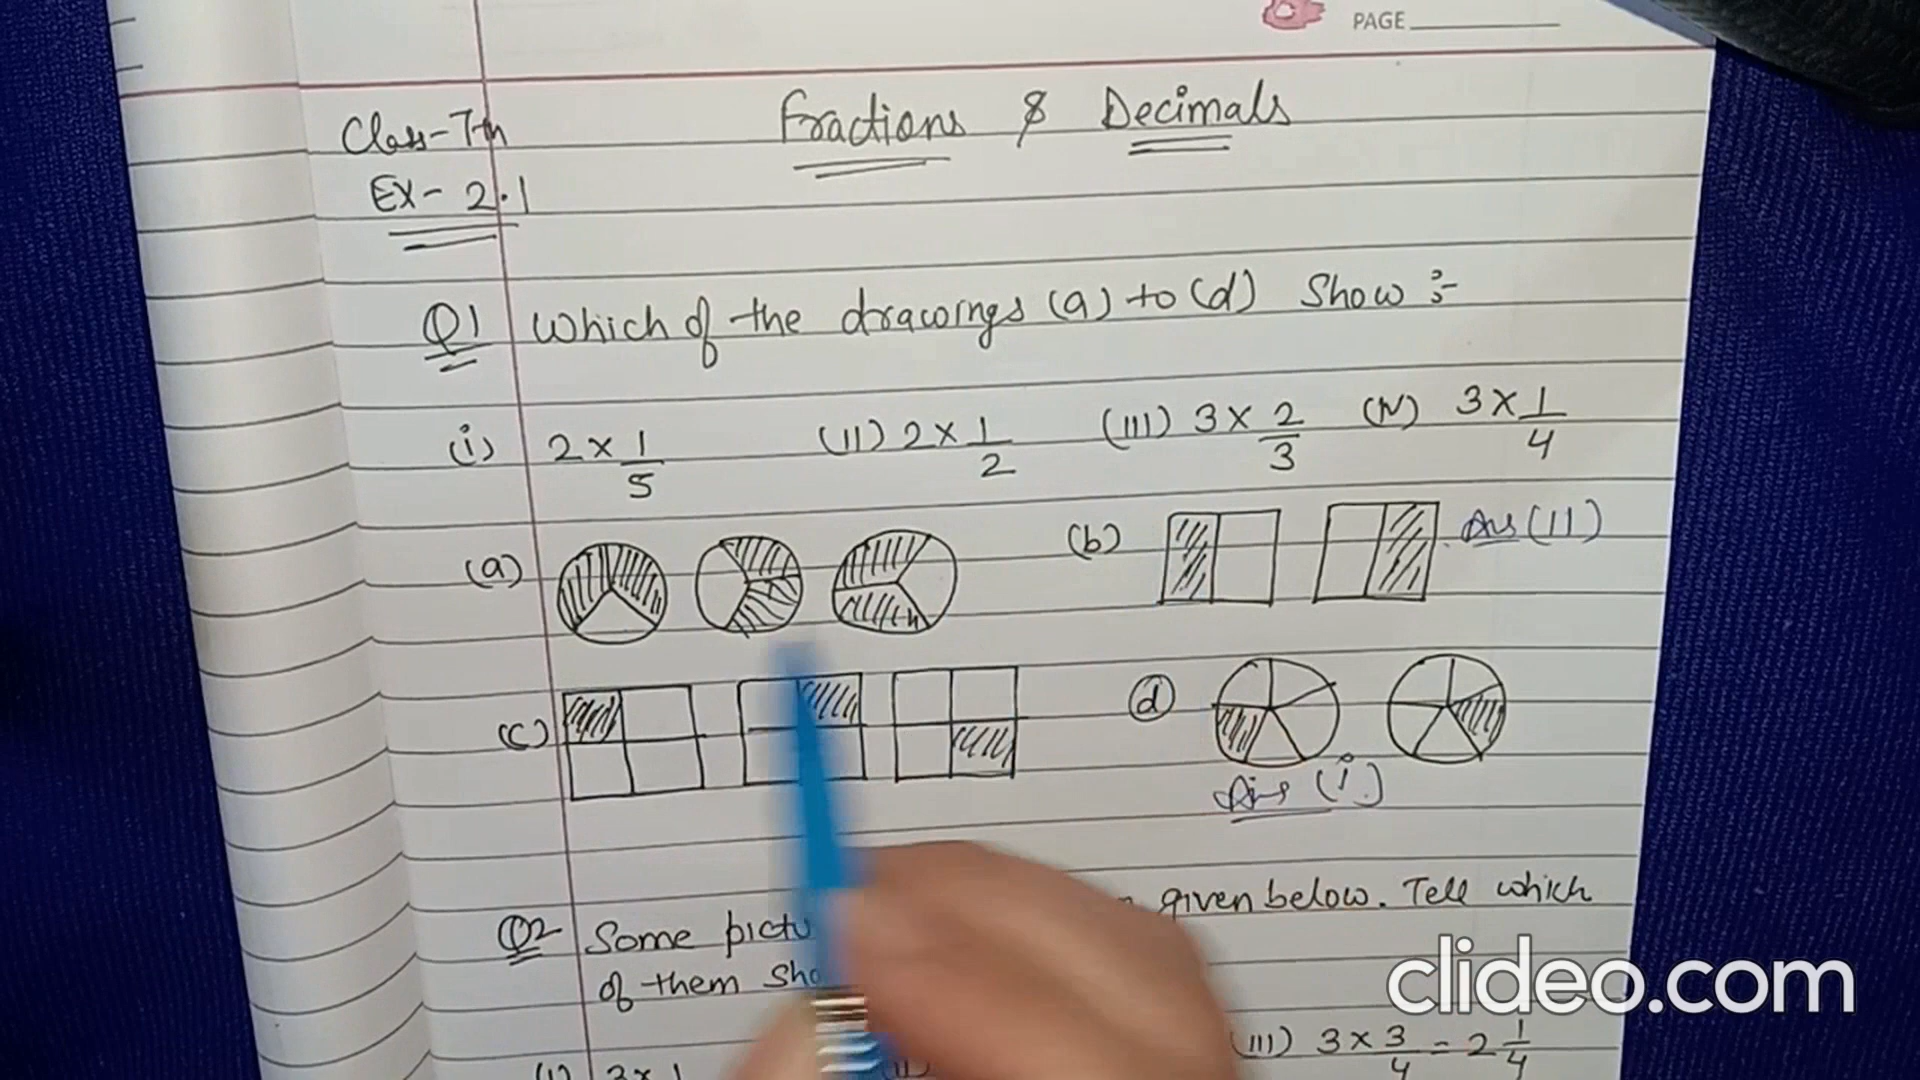 PAGE
Class-7th
Fractions & Decimals
Ex- 2.1
Q1 Which of the drawings (a) to (d) Show :-
(i) 2 × 1/5 (II) 2 × 1/2 (III) 3 × 2/3 (IV) 3 × 1/4
(a) (b) Ans (II)
(c) (d)
Ans (i)
Q2 Some pictu given below. Tell which
of them sho
clideo.com
(III) 3 × 3/4 = 2 1/4